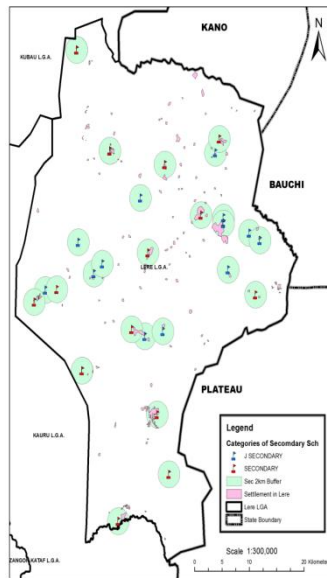 KANO
N
KUBAU L.G.A.
BAUCHI
LERE L.G.A.
PLATEAU
KAURU L.G.A.
ZANGON KATAF L.G.A.
Legend
Categories of Secomdary Sch
J SECONDARY
SECONDARY
Sec 2km Buffer
Settlement in Lere
Lere LGA
State Boundary
Scale 1:300,000
0 5 10 20 Kilometers